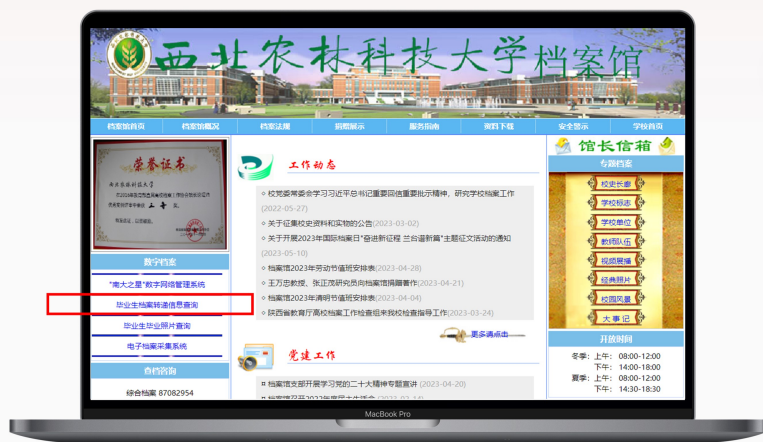 西北农林科技大学档案馆
档案馆首页 档案馆概况 档案法规 捐赠展示 服务指南 资料下载 安全警示 学校首页
荣誉证书
西北农林科技大学
数字档案
"南大之星"数字网络管理系统
毕业生档案转递信息查询
毕业生毕业照片查询
电子档案采集系统
查档咨询
综合档案 87082954
工作动态
校党委常委会学习习近平总书记重要回信重要批示精神，研究学校档案工作
(2022-05-27)
关于征集校史资料和实物的公告(2023-03-02)
关于开展2023年国际档案日"奋进新征程 兰台谱新篇"主题征文活动的通知
(2023-05-10)
档案馆2023年劳动节值班安排表(2023-04-28)
王万忠教授、张正茂研究员向档案馆捐赠著作(2023-04-21)
档案馆2023年清明节值班安排表(2023-04-04)
陕西省教育厅高校档案工作检查组来我校检查指导工作(2023-03-24)
更多请点击
党建工作
档案馆支部开展学习党的二十大精神专题宣讲 (2023-04-20)
馆长信箱
专题档案
校史长廊
学校标志
学校单位
教师队伍
视频展播
经典照片
校园风景
大事记
开放时间
冬季：上午：08:00-12:00
下午：14:00-18:00
夏季：上午：08:00-12:00
下午：14:30-18:30
MacBook Pro